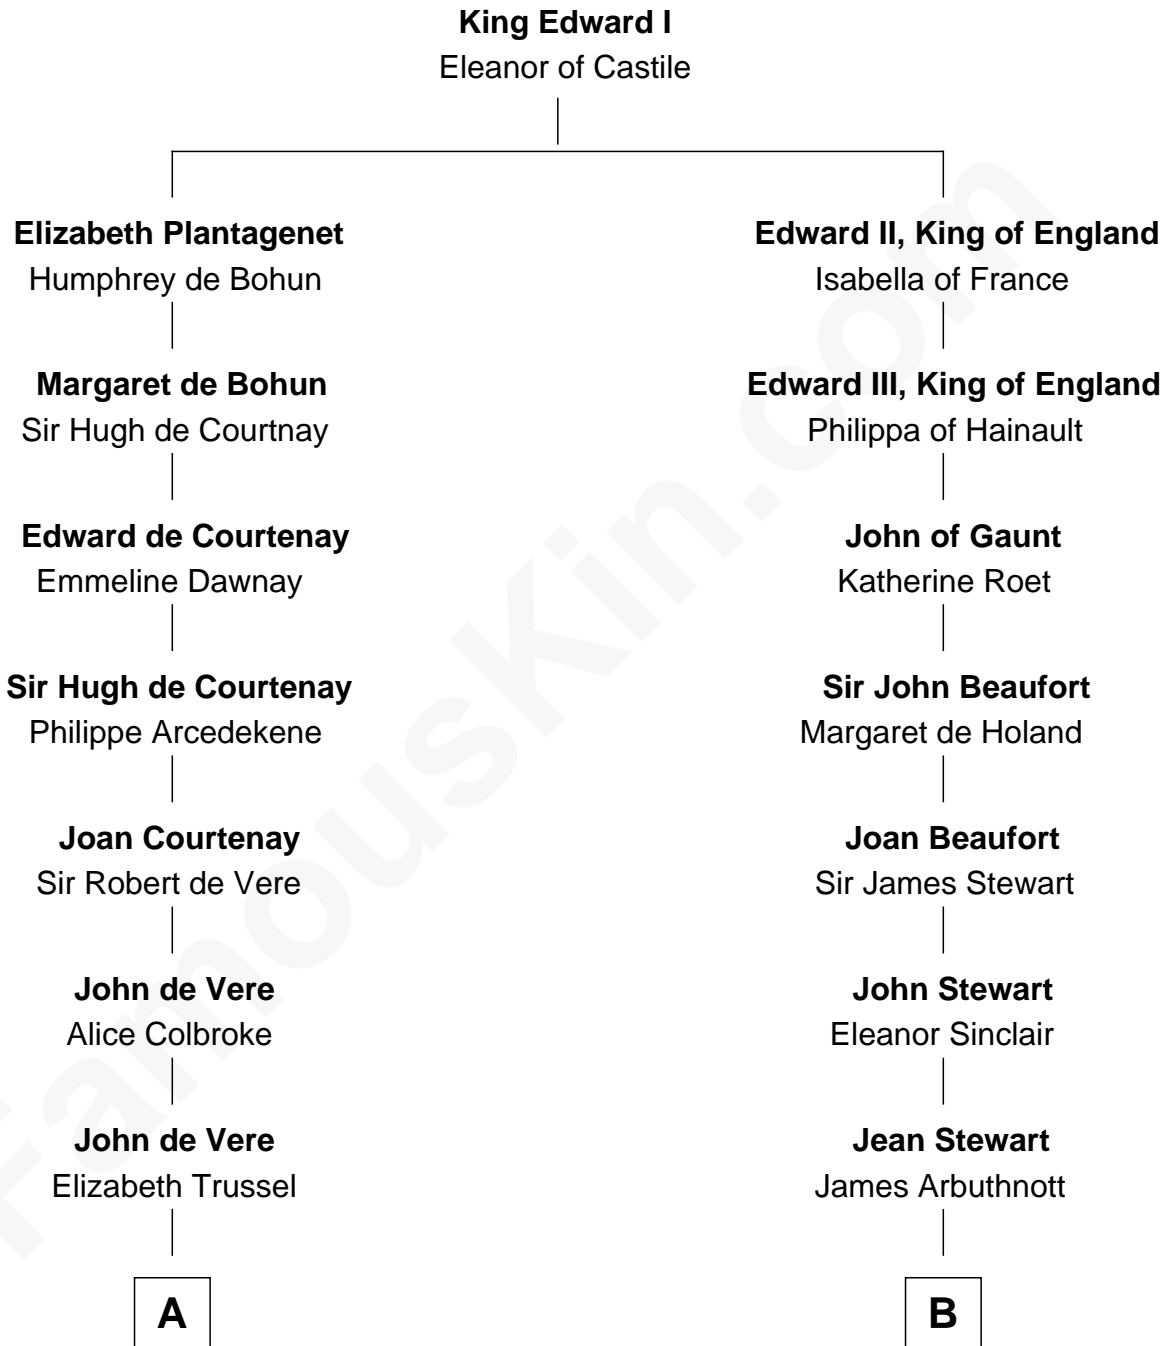 King Edward I
Eleanor of Castile
Elizabeth Plantagenet
Humphrey de Bohun
Edward II, King of England
Isabella of France
Margaret de Bohun
Sir Hugh de Courtnay
Edward III, King of England
Philippa of Hainault
Edward de Courtenay
Emmeline Dawnay
John of Gaunt
Katherine Roet
Sir Hugh de Courtenay
Philippe Arcedekene
Sir John Beaufort
Margaret de Holand
Joan Courtenay
Sir Robert de Vere
Joan Beaufort
Sir James Stewart
John de Vere
Alice Colbroke
John Stewart
Eleanor Sinclair
John de Vere
Elizabeth Trussel
Jean Stewart
James Arbuthnott
A
B
FamousKin.com